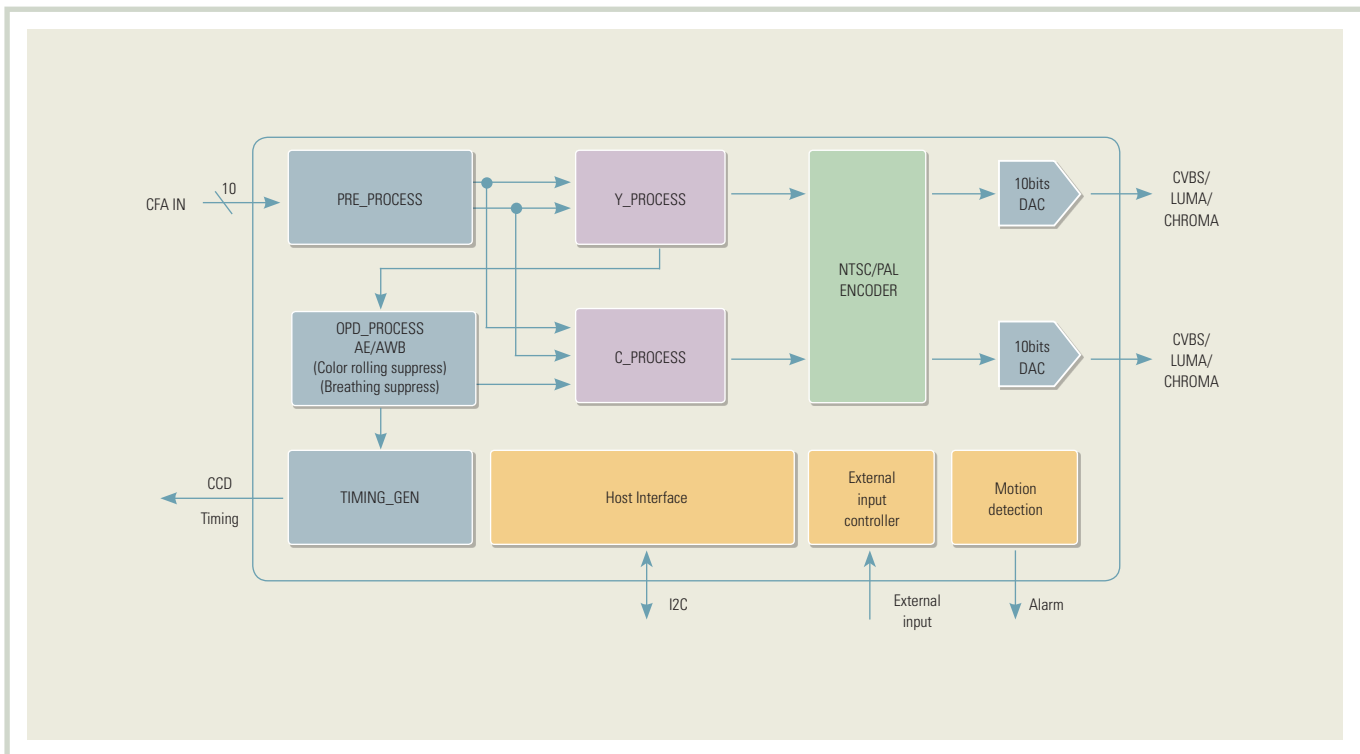 10
CFA IN
PRE_PROCESS
Y_PROCESS
NTSC/PAL
ENCODER
10bits
DAC
CVBS/
LUMA/
CHROMA
OPD_PROCESS
AE/AWB
(Color rolling suppress)
(Breathing suppress)
C_PROCESS
10bits
DAC
CVBS/
LUMA/
CHROMA
CCD
Timing
TIMING_GEN
Host Interface
External
input
controller
Motion
detection
I2C
External
input
Alarm